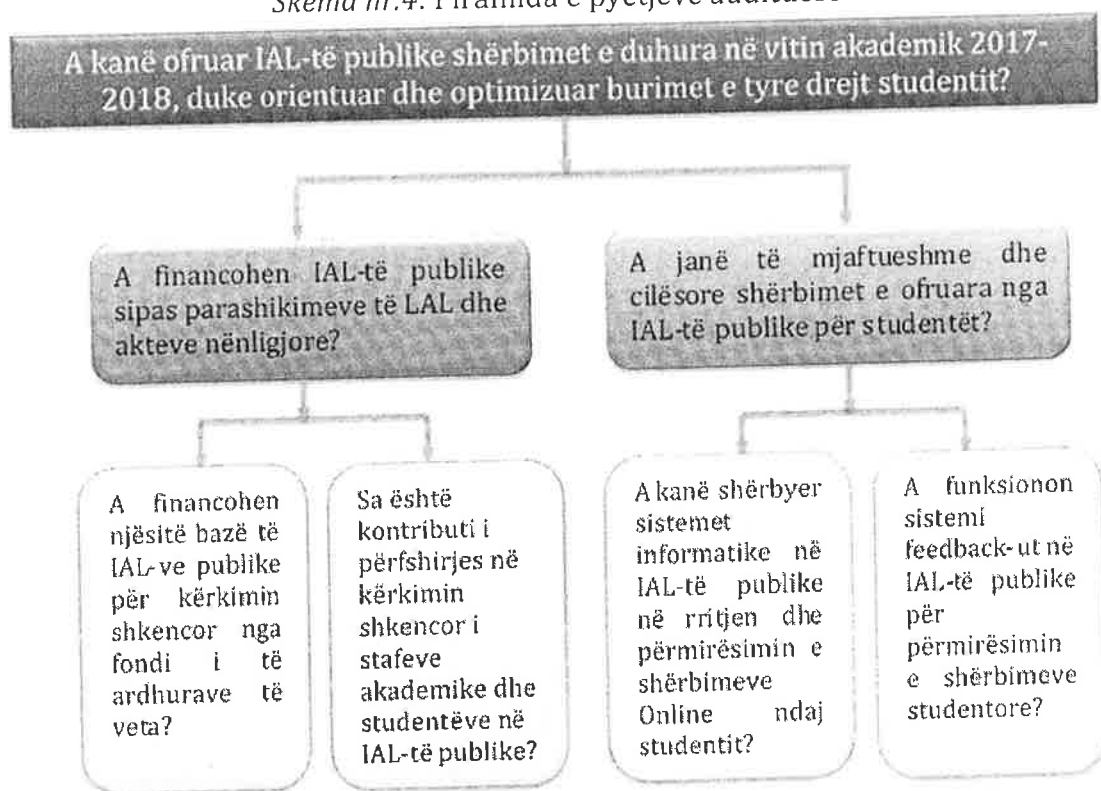 Skema nr.4. Piramida e pyetjeve audituese
A kanë ofruar IAL-të publike shërbimet e duhura në vitin akademik 2017-
2018, duke orientuar dhe optimizuar burimet e tyre drejt studentit?
A financohen IAL-të publike
sipas parashikimeve të LAL dhe
akteve nënligjore?
A janë të mjaftueshme dhe
cilësore shërbimet e ofruara nga
IAL-të publike për studentët?
A financohen
njësitë bazë të
IAL-ve publike
për kërkimin
shkencor nga
fondi i të
ardhurave të
veta?
Sa është
kontributi i
përfshirjes në
kërkimin
shkencor i
stafeve
akademike dhe
studentëve në
IAL-të publike?
A kanë shërbyer
sistemet
informatike në
IAL-të publike
në rritjen dhe
përmirësimin e
shërbimeve
Online ndaj
studentit?
A funksionon
sistemi
feedback-ut në
IAL-të publike
për
përmirësimin
e shërbimeve
studentore?